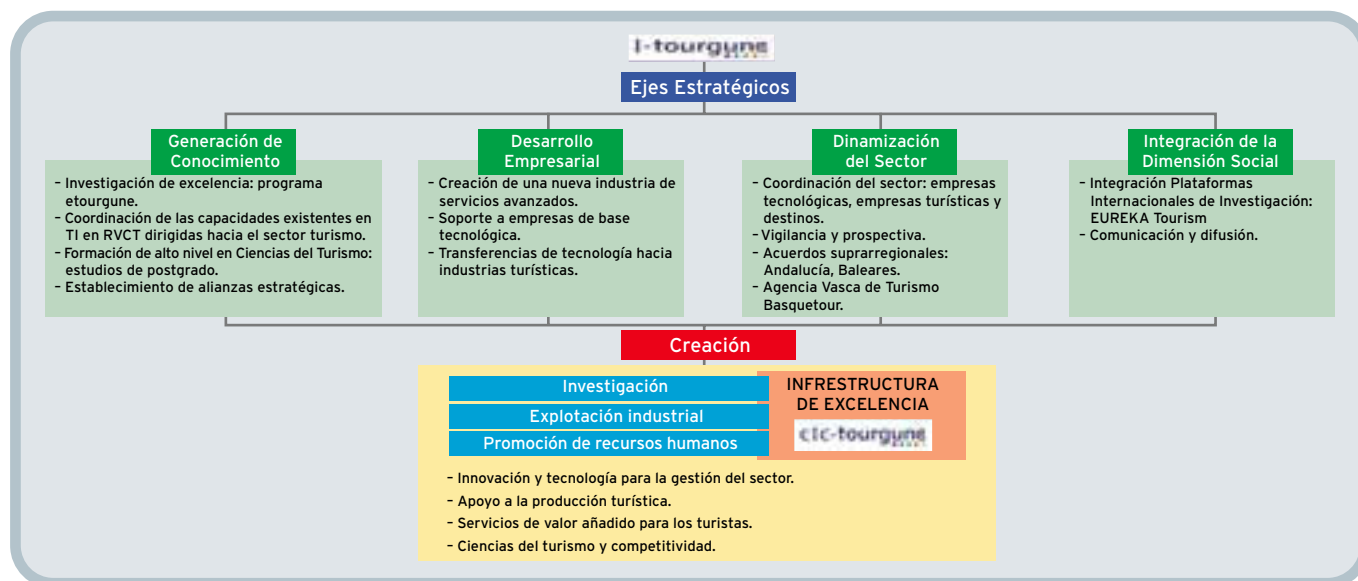 i-tourgune
Ejes Estratégicos
Generación de
Conocimiento
– Investigación de excelencia: programa
etourgune.
– Coordinación de las capacidades existentes en
TI en RVCT dirigidas hacia el sector turismo.
– Formación de alto nivel en Ciencias del Turismo:
estudios de postgrado.
– Establecimiento de alianzas estratégicas.
Desarrollo
Empresarial
– Creación de una nueva industria de
servicios avanzados.
– Soporte a empresas de base
tecnológica.
– Transferencias de tecnología hacia
industrias turísticas.
Dinamización
del Sector
– Coordinación del sector: empresas
tecnológicas, empresas turísticas y
destinos.
– Vigilancia y prospectiva.
– Acuerdos suprarregionales:
Andalucía, Baleares.
– Agencia Vasca de Turismo
Basquetour.
Integración de la
Dimensión Social
– Integración Plataformas
Internacionales de Investigación:
EUREKA Tourism
– Comunicación y difusión.
Creación
Investigación
Explotación industrial
Promoción de recursos humanos
INFRESTRUCTURA
DE EXCELENCIA
cic-tourgune
– Innovación y tecnología para la gestión del sector.
– Apoyo a la producción turística.
– Servicios de valor añadido para los turistas.
– Ciencias del turismo y competitividad.